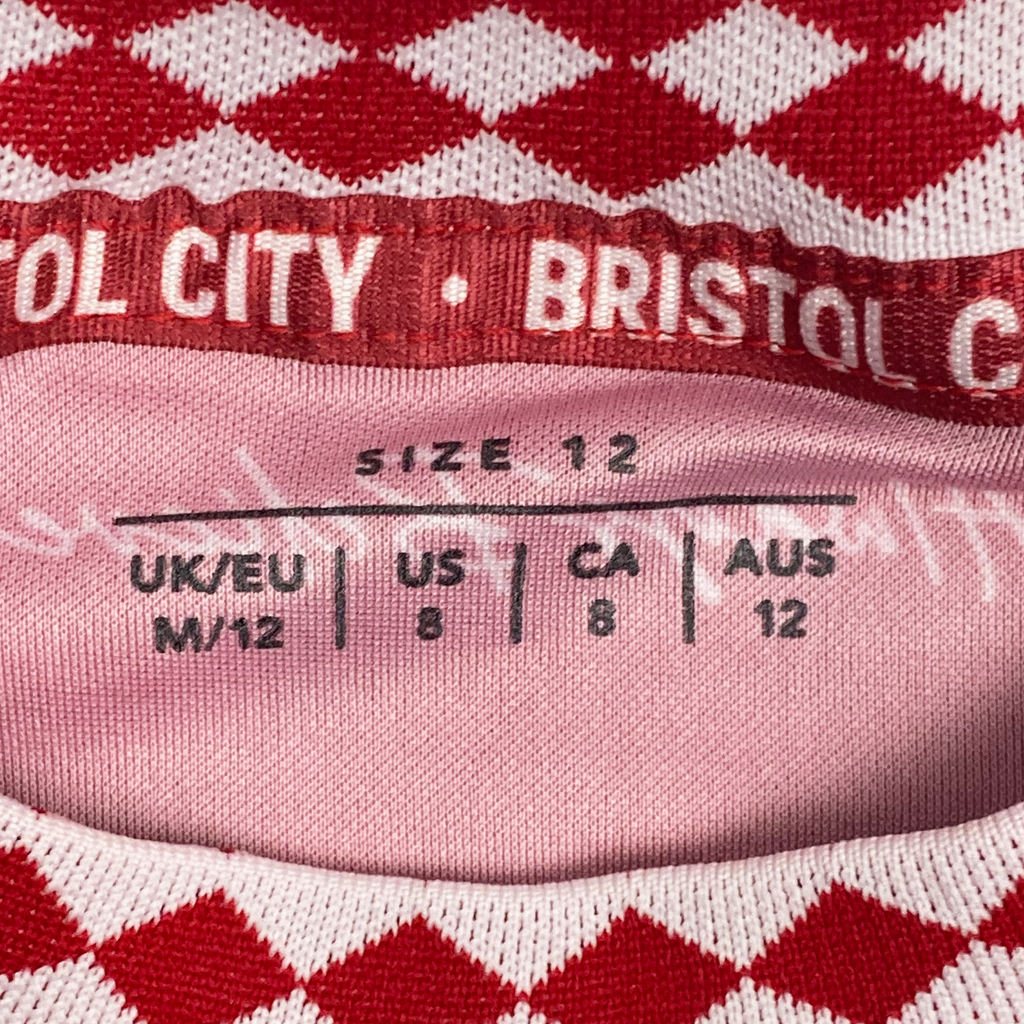 TOL CITY • BRISTOL C
SIZE 12
UK/EU | US | CA | AUS
M/12 | 8 | 8 | 12